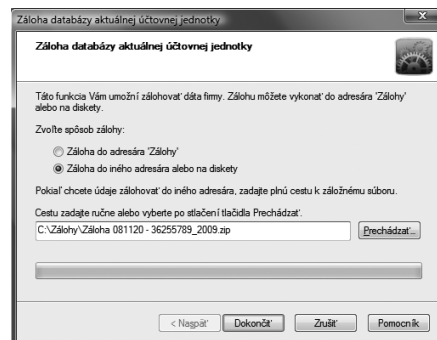 Záloha databázy aktuálnej účtovnej jednotky
X
Záloha databázy aktuálnej účtovnej jednotky
Táto funkcia Vám umožní zálohovať dáta firmy. Zálohu môžete vykonať do adresára 'Zálohy'
alebo na diskety.
Zvoľte spôsob zálohy:
Záloha do adresára 'Zálohy'
Záloha do iného adresára alebo na diskety
Pokiaľ chcete údaje zálohovať do iného adresára, zadajte plnú cestu k záložnému súboru.
Cestu zadajte ručne alebo vyberte po stlačení tlačidla Prechádzať.
C:\Zálohy\Záloha 081120 - 36255789_2009.zip
Prechádzať...
< Naspäť
Dokončiť
Zrušiť
Pomocník